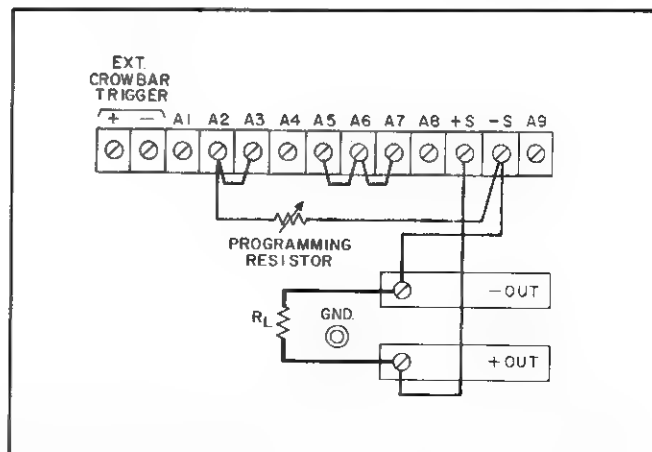 EXT.
CROWBAR
TRIGGER
+ − A1 A2 A3 A4 A5 A6 A7 A8 +S −S A9
PROGRAMMING
RESISTOR
−OUT
RL
GND.
+OUT